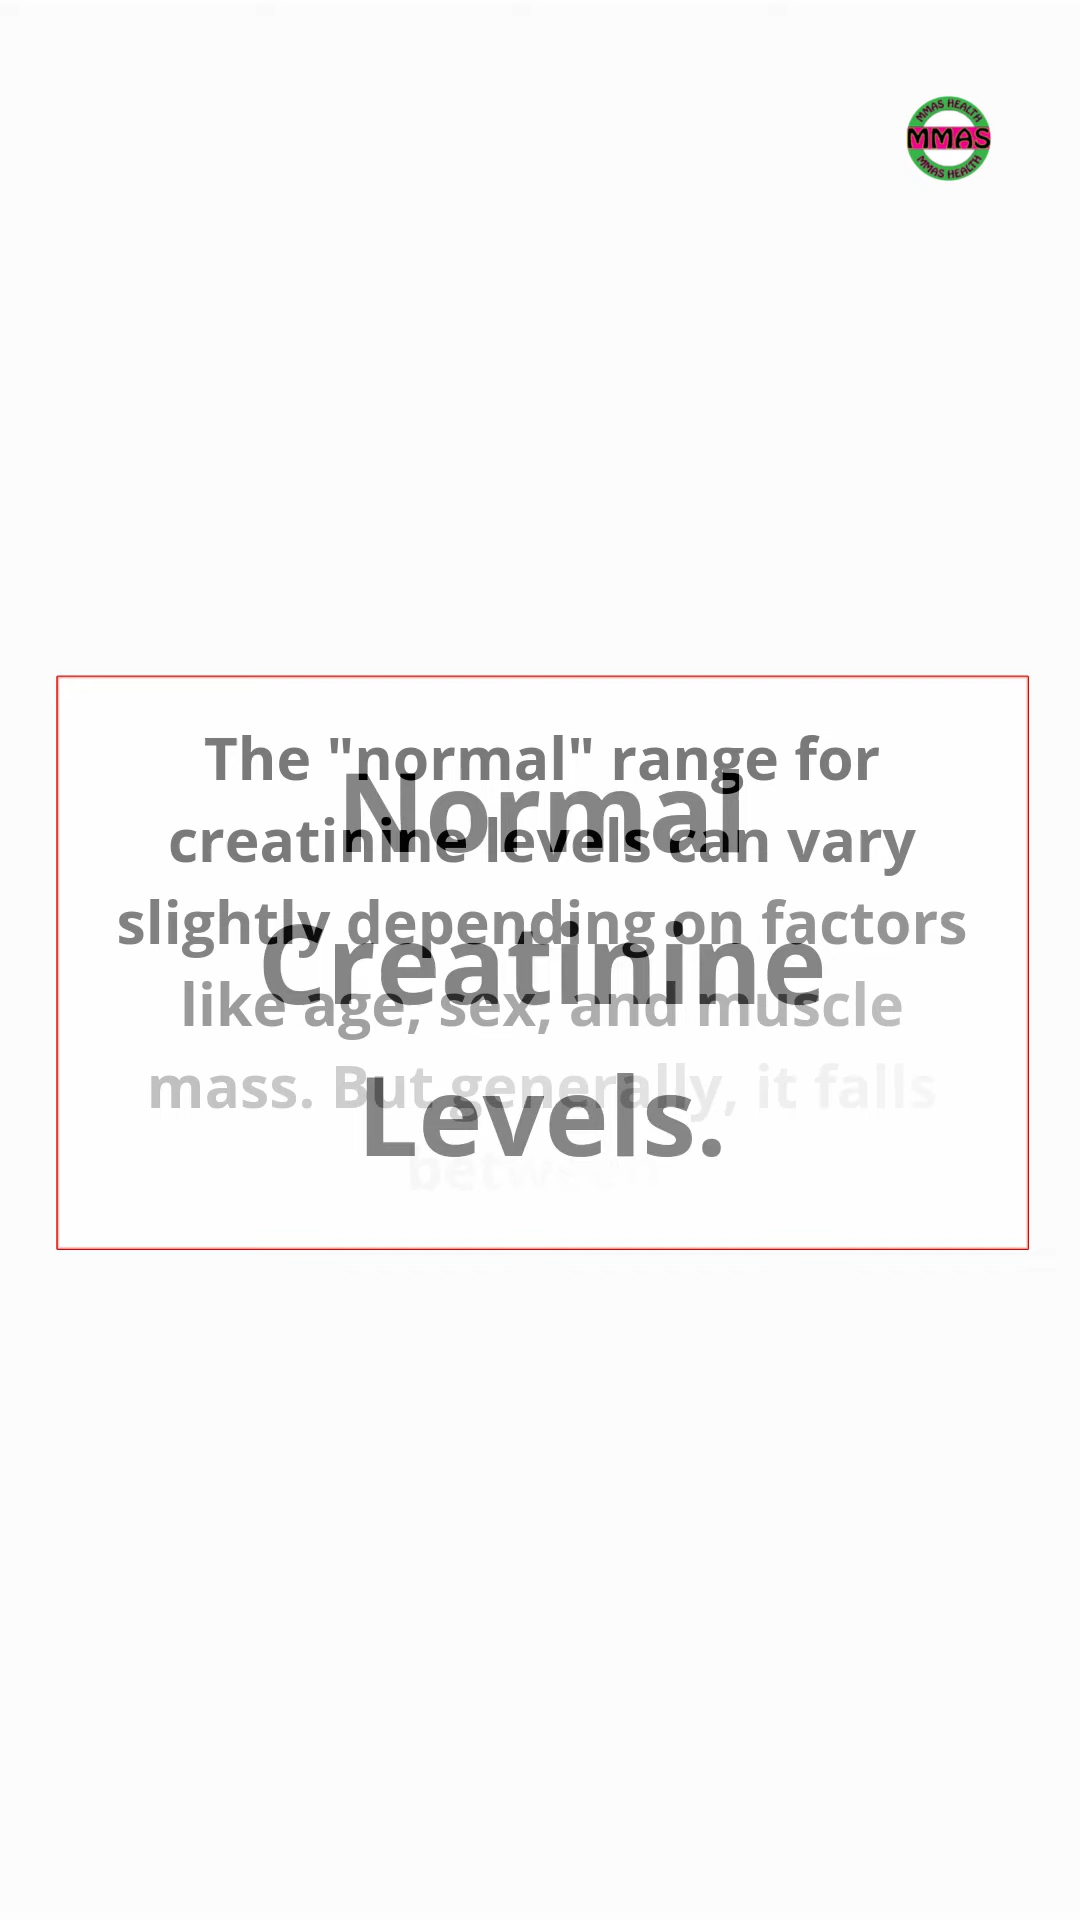 MMAS HEALTH
MMAS
MMAS HEALTH
The "normal" range for
creatinine levels can vary
slightly depending on factors
like age, sex, and muscle
mass. But generally, it falls
between
Normal
Creatinine
Levels.